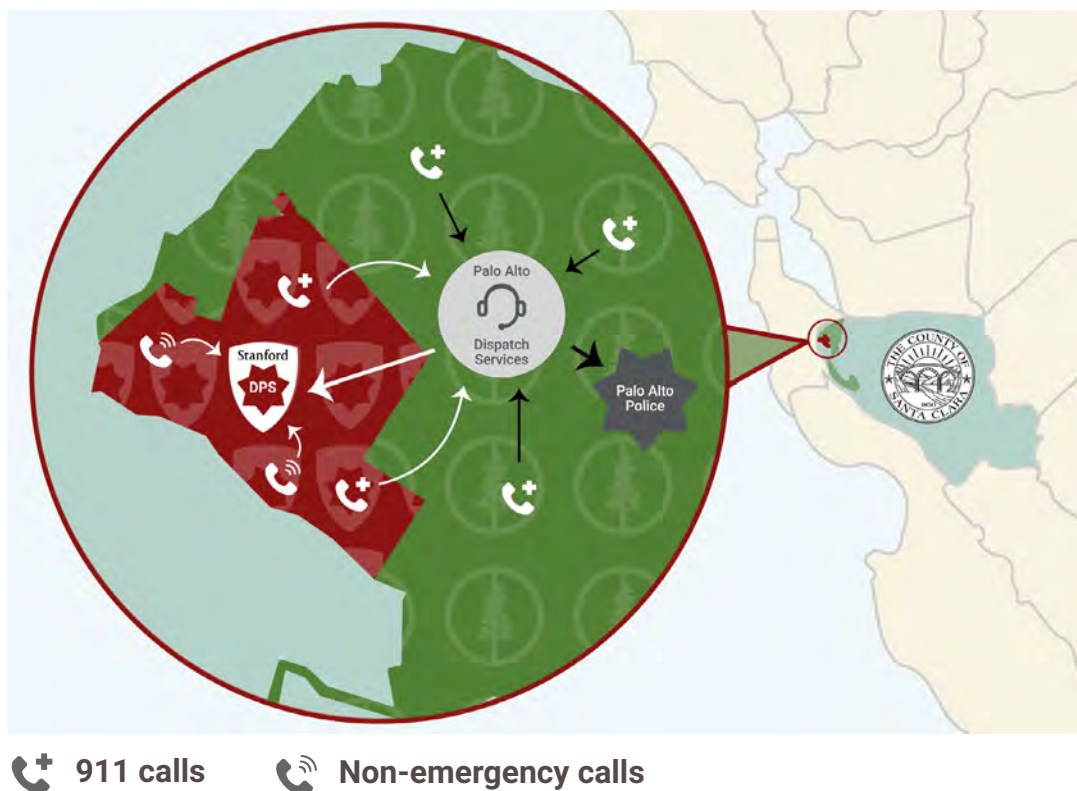 Palo Alto
Dispatch
Services
Stanford
DPS
Palo Alto
Police
THE COUNTY OF
SANTA CLARA
1850
911 calls
Non-emergency calls